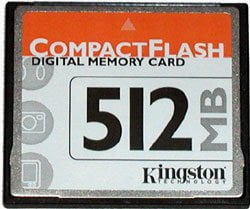 COMPACTFLASH
DIGITAL MEMORY CARD
512 MB
Kingston
TECHNOLOGY